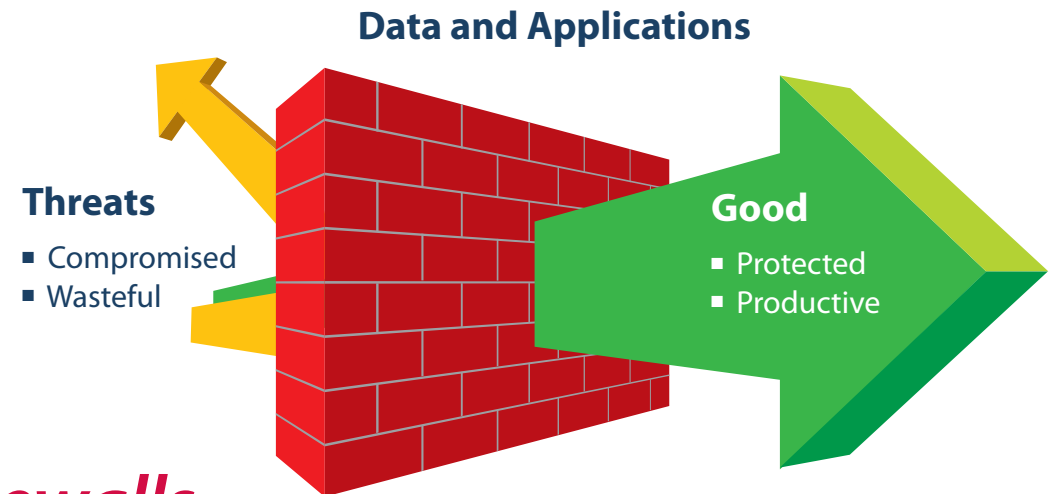 Data and Applications
Threats
▪ Compromised
▪ Wasteful
Good
▪ Protected
▪ Productive